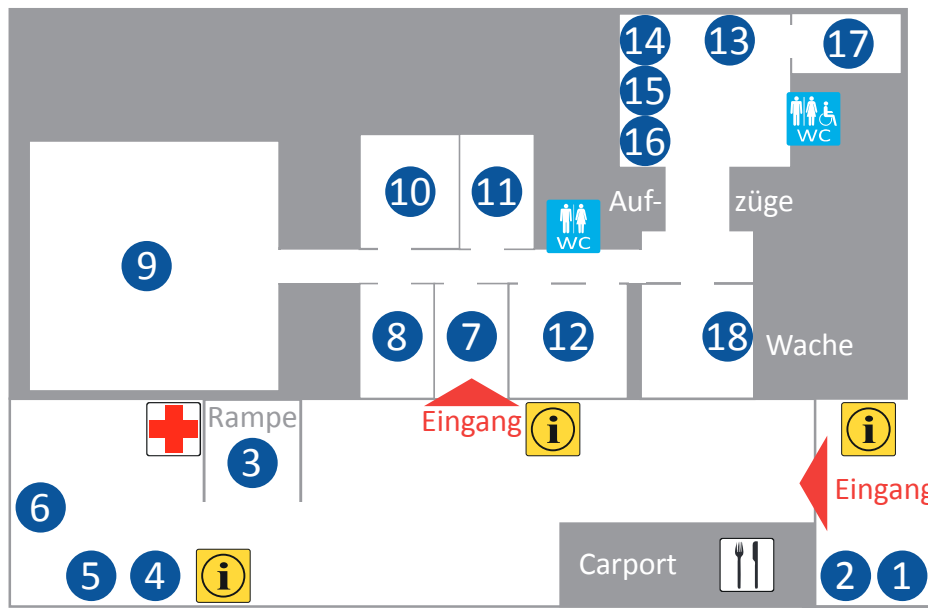 14 13 17
15
WC
16
10 11 Auf- züge
WC
9
8 7 12 18 Wache
Rampe Eingang i i
3
Eingang
6
5 4 i Carport 2 1